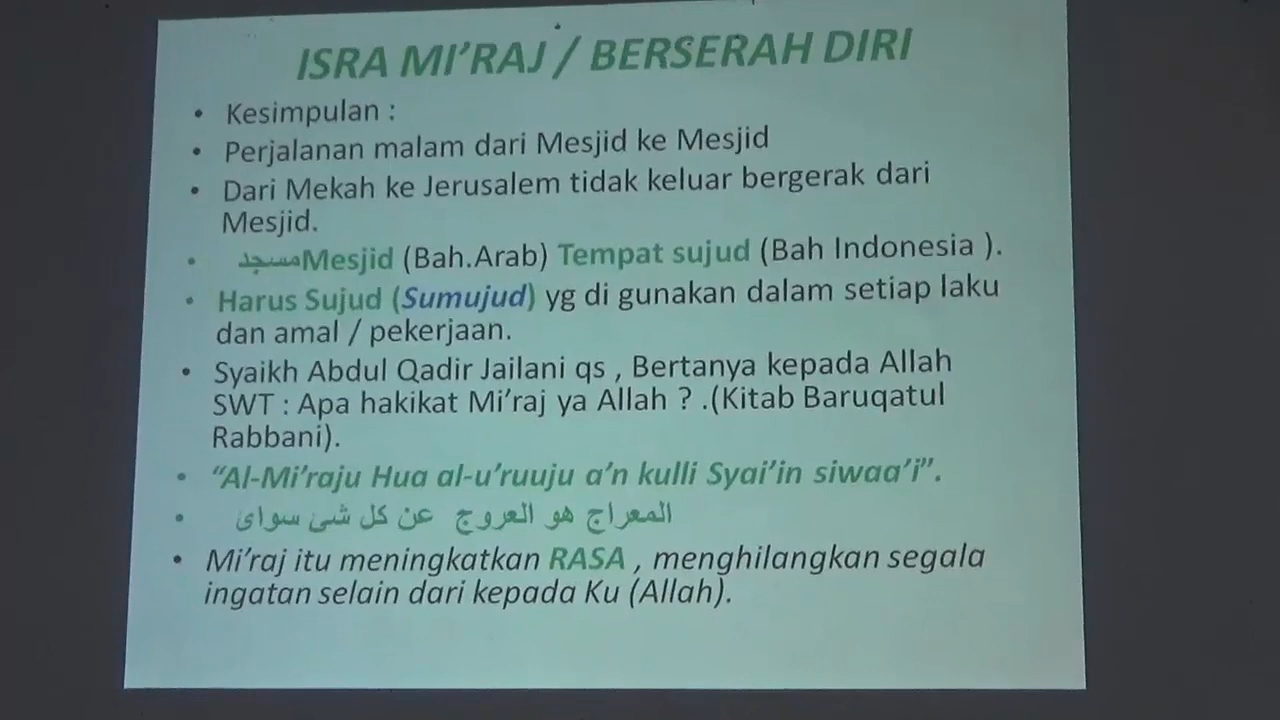 ISRA MI'RAJ / BERSERAH DIRI
• Kesimpulan :
• Perjalanan malam dari Mesjid ke Mesjid
• Dari Mekah ke Jerusalem tidak keluar bergerak dari
Mesjid.
• مسجد Mesjid (Bah.Arab) Tempat sujud (Bah Indonesia ).
• Harus Sujud (Sumujud) yg di gunakan dalam setiap laku
dan amal / pekerjaan.
• Syaikh Abdul Qadir Jailani qs , Bertanya kepada Allah
SWT : Apa hakikat Mi'raj ya Allah ? .(Kitab Baruqatul
Rabbani).
• "Al-Mi'raju Hua al-u'ruuju a'n kulli Syai'in siwaa'i".
• المعراج هو العروج عن كل شئ سوائ
• Mi'raj itu meningkatkan RASA , menghilangkan segala
ingatan selain dari kepada Ku (Allah).